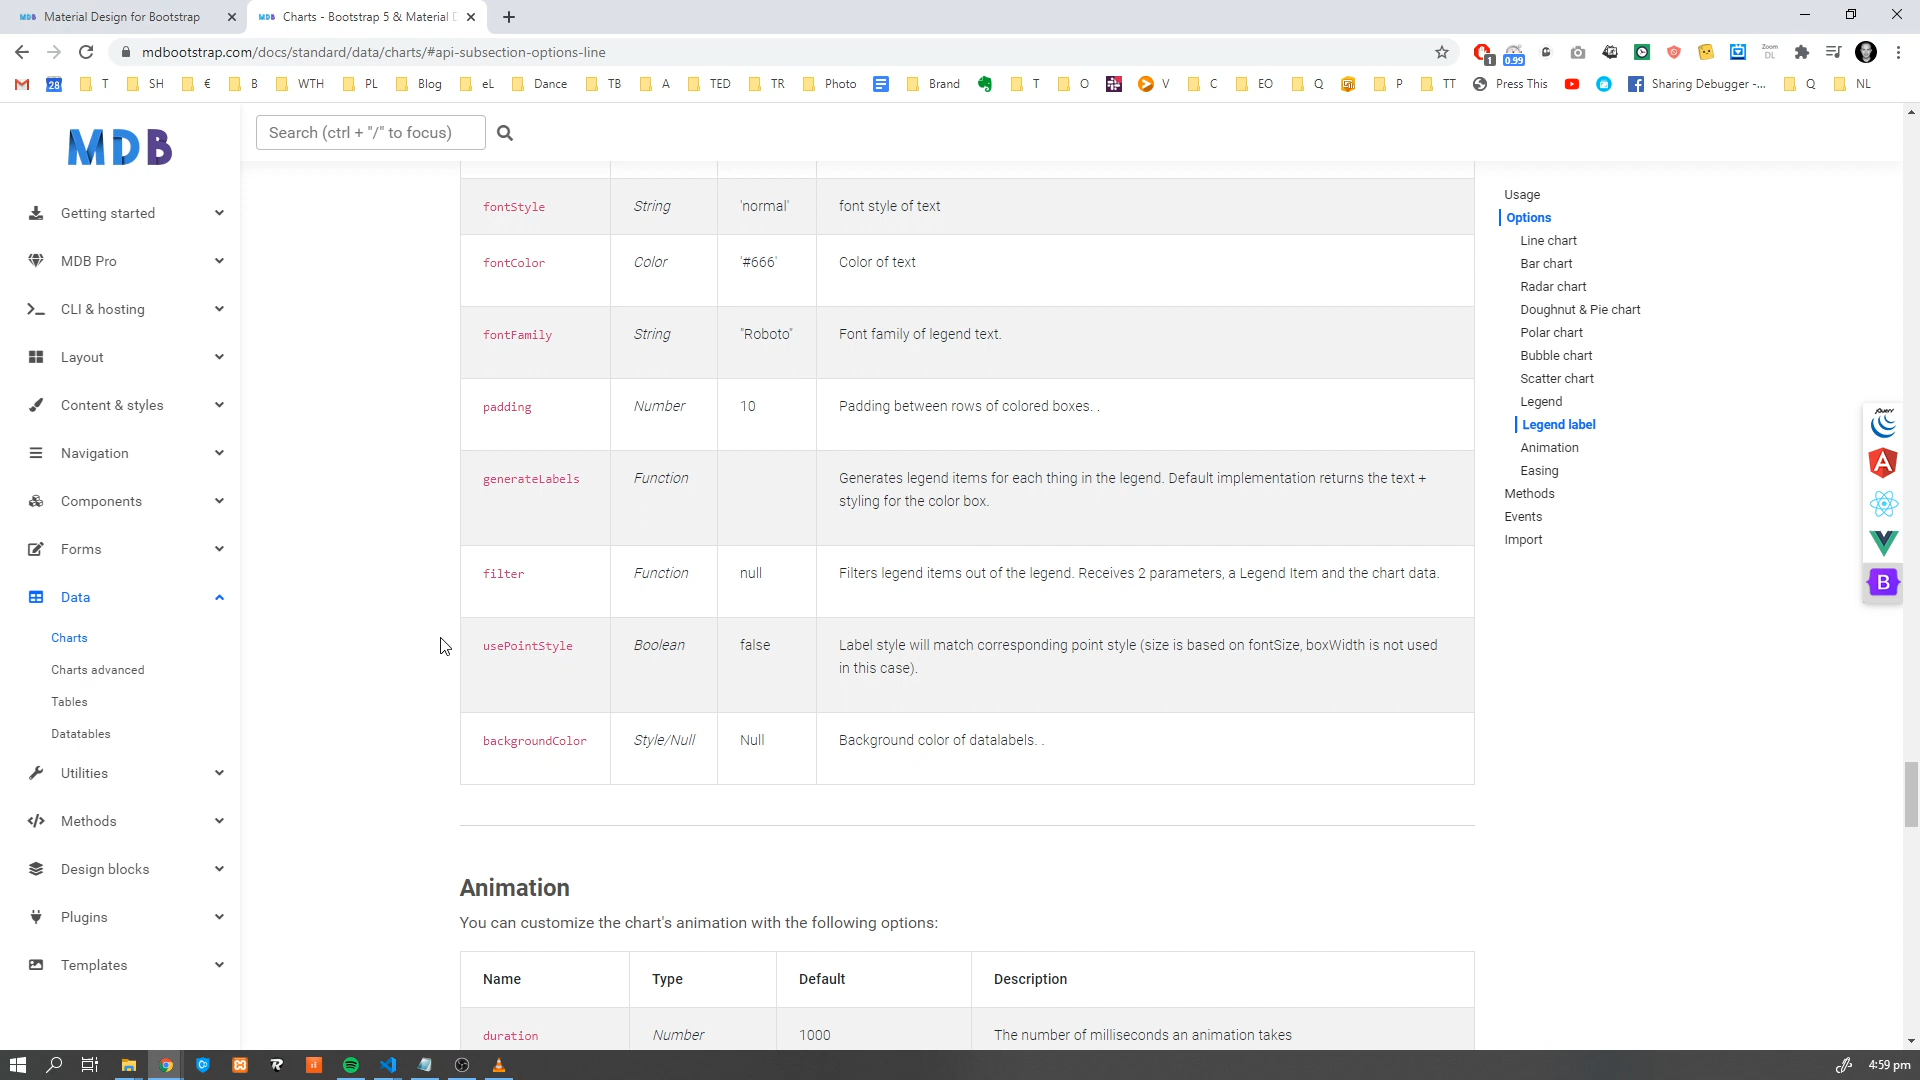 Material Design for Bootstrap
Charts - Bootstrap 5 & Material D
mdbootstrap.com/docs/standard/data/charts/#api-subsection-options-line
1
0.99
Zoom
DL
28
T
SH
€
B
WTH
PL
Blog
eL
Dance
TB
A
TED
TR
Photo
Brand
T
O
V
C
EO
Q
P
TT
Press This
Sharing Debugger -...
Q
NL
MDB
Search (ctrl + "/" to focus)
Getting started
MDB Pro
CLI & hosting
Layout
Content & styles
Navigation
Components
Forms
Data
Charts
Charts advanced
Tables
Datatables
Utilities
Methods
Design blocks
Plugins
Templates
fontStyle String 'normal' font style of text
fontColor Color '#666' Color of text
fontFamily String "Roboto" Font family of legend text.
padding Number 10 Padding between rows of colored boxes. .
generateLabels Function Generates legend items for each thing in the legend. Default implementation returns the text +
styling for the color box.
filter Function null Filters legend items out of the legend. Receives 2 parameters, a Legend Item and the chart data.
usePointStyle Boolean false Label style will match corresponding point style (size is based on fontSize, boxWidth is not used
in this case).
backgroundColor Style/Null Null Background color of datalabels. .
Animation
You can customize the chart's animation with the following options:
Name Type Default Description
duration Number 1000 The number of milliseconds an animation takes
Usage
Options
Line chart
Bar chart
Radar chart
Doughnut & Pie chart
Polar chart
Bubble chart
Scatter chart
Legend
Legend label
Animation
Easing
Methods
Events
Import
jQuery
B
4:59 pm